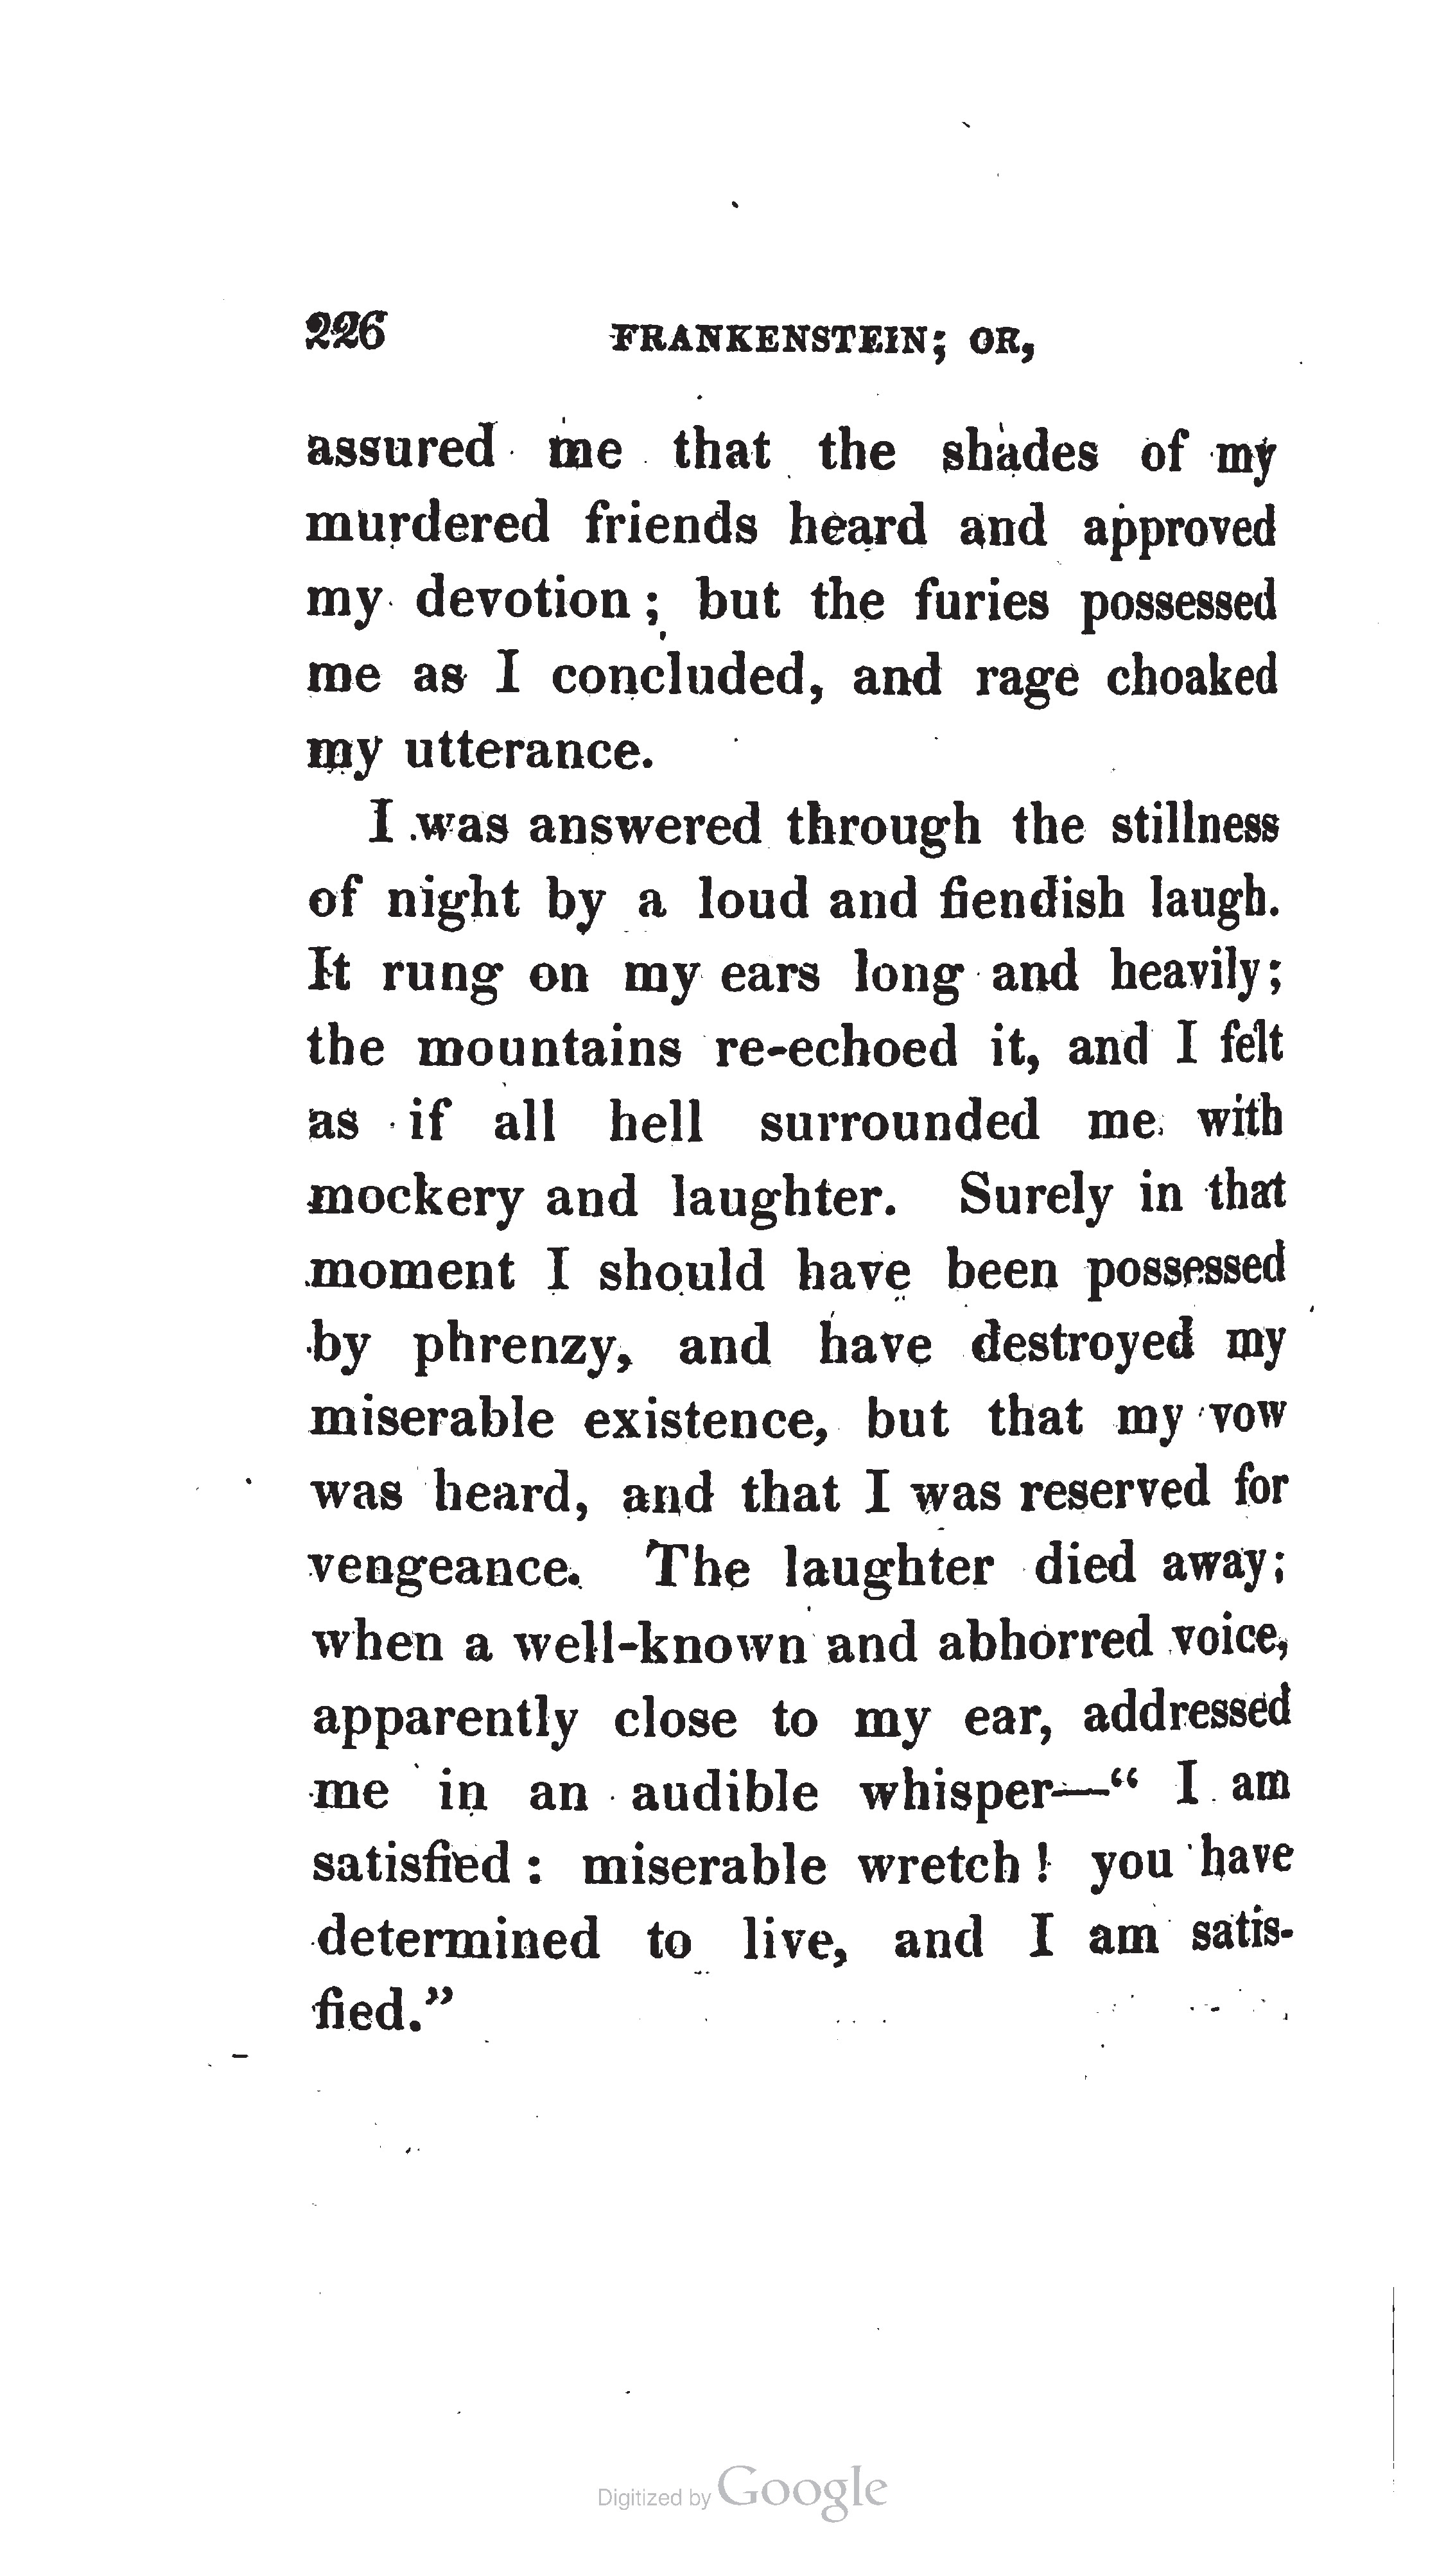 226 FRANKENSTEIN; OR,
assured me that the shades of my
murdered friends heard and approved
my devotion; but the furies possessed
me as I concluded, and rage choaked
my utterance.
I was answered through the stillness
of night by a loud and fiendish laugh.
It rung on my ears long and heavily;
the mountains re-echoed it, and I felt
as if all hell surrounded me with
mockery and laughter. Surely in that
moment I should have been possessed
by phrenzy, and have destroyed my
miserable existence, but that my vow
was heard, and that I was reserved for
vengeance. The laughter died away;
when a well-known and abhorred voice,
apparently close to my ear, addressed
me in an audible whisper—“ I am
satisfied: miserable wretch! you have
determined to live, and I am satis-
fied.”
Digitized by Google